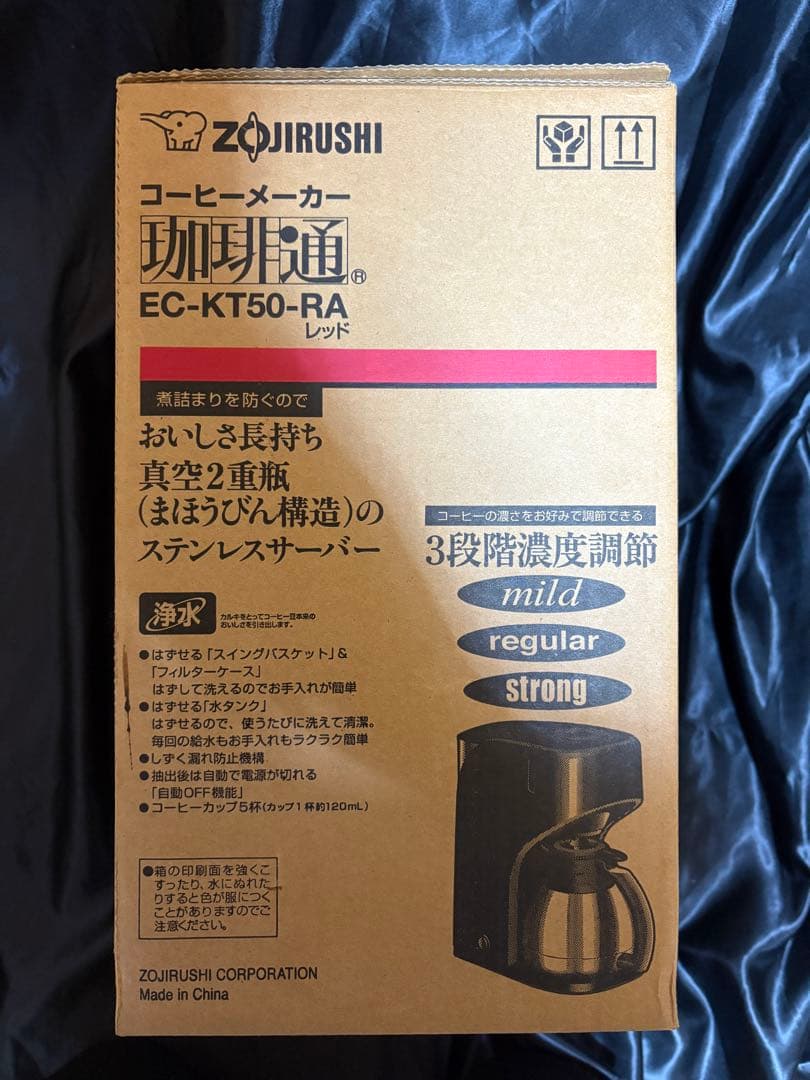 ZOJIRUSHI
コーヒーメーカー
珈琲通®
EC-KT50-RA
レッド
煮詰まりを防ぐので
おいしさ長持ち
真空2重瓶
(まほうびん構造)の
ステンレスサーバー
コーヒーの濃さをお好みで調節できる
3段階濃度調節
mild
regular
strong
浄水
カルキをとってコーヒー豆本来の
おいしさを引き出します。
●はずせる「スイングバスケット」&
「フィルターケース」
はずして洗えるのでお手入れが簡単
●はずせる「水タンク」
はずせるので、使うたびに洗えて清潔。
毎回の給水もお手入れもラクラク簡単
●しずく漏れ防止機構
●抽出後は自動で電源が切れる
「自動OFF機能」
●コーヒーカップ5杯(カップ1杯約120mL)
●箱の印刷面を強くこ
すったり、水にぬれた
りすると色が服につく
ことがありますのでご
注意ください。
ZOJIRUSHI CORPORATION
Made in China